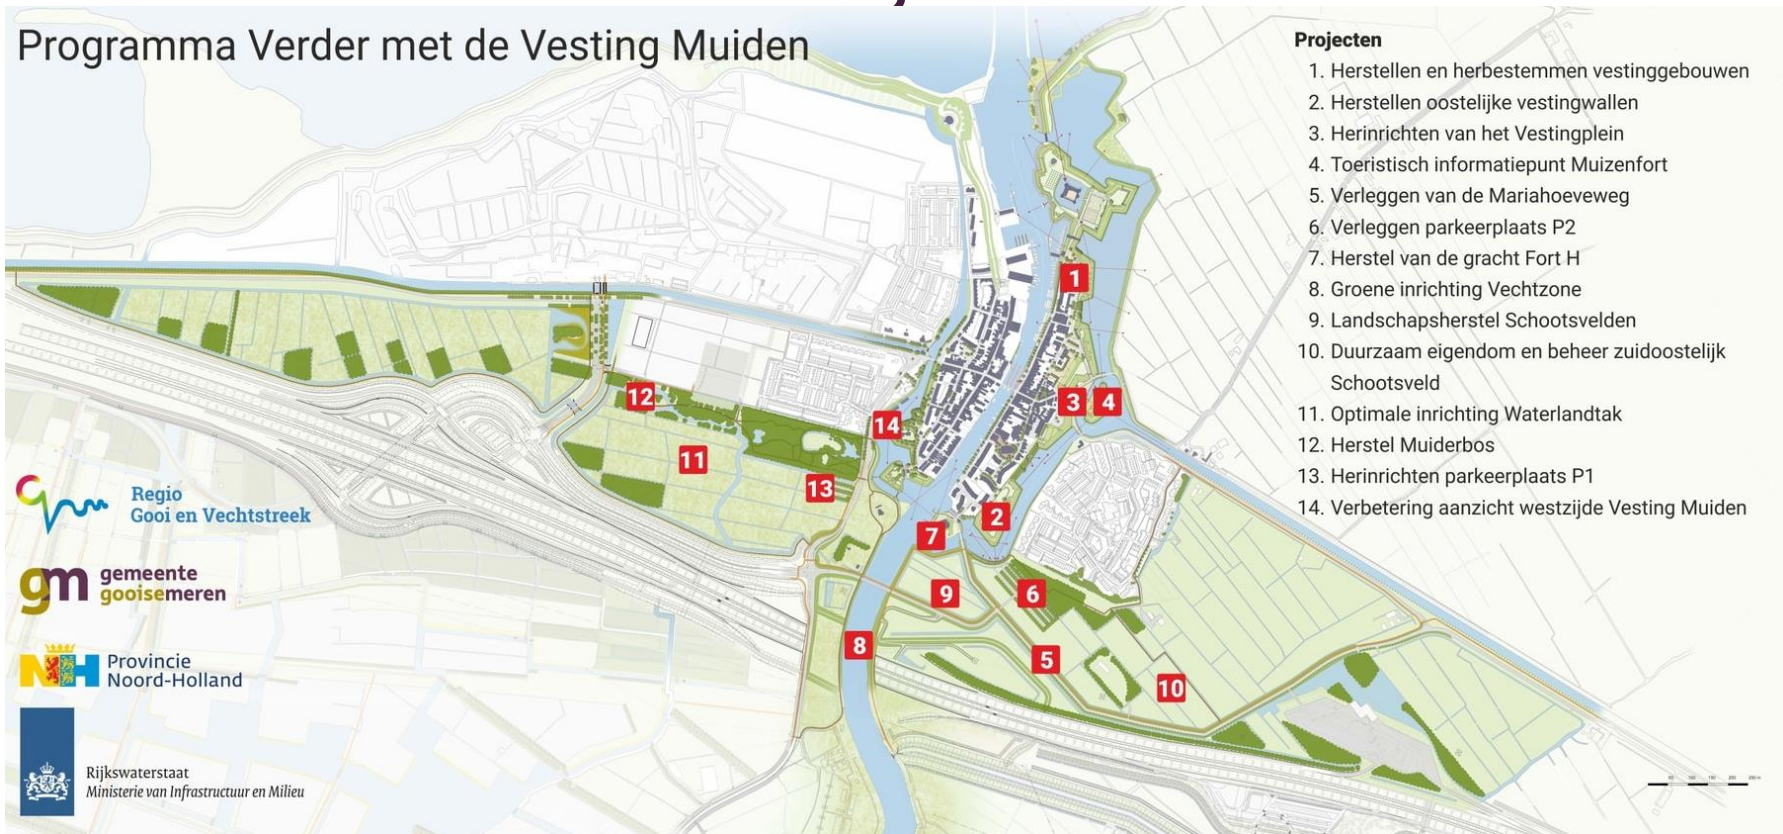 Programma Verder met de Vesting Muiden
Projecten
1. Herstellen en herbestemmen vestinggebouwen
2. Herstellen oostelijke vestingwallen
3. Herinrichten van het Vestingplein
4. Toeristisch informatiepunt Muizenfort
5. Verleggen van de Mariahoeveweg
6. Verleggen parkeerplaats P2
7. Herstel van de gracht Fort H
8. Groene inrichting Vechtzone
9. Landschapsherstel Schootsvelden
10. Duurzaam eigendom en beheer zuidoostelijk
Schootsveld
11. Optimale inrichting Waterlandtak
12. Herstel Muiderbos
13. Herinrichten parkeerplaats P1
14. Verbetering aanzicht westzijde Vesting Muiden
1
12
3
4
14
11
13
2
7
9
6
8
5
10
Regio
Gooi en Vechtstreek
gm gemeente
gooisemeren
NH Provincie
Noord-Holland
Rijkswaterstaat
Ministerie van Infrastructuur en Milieu